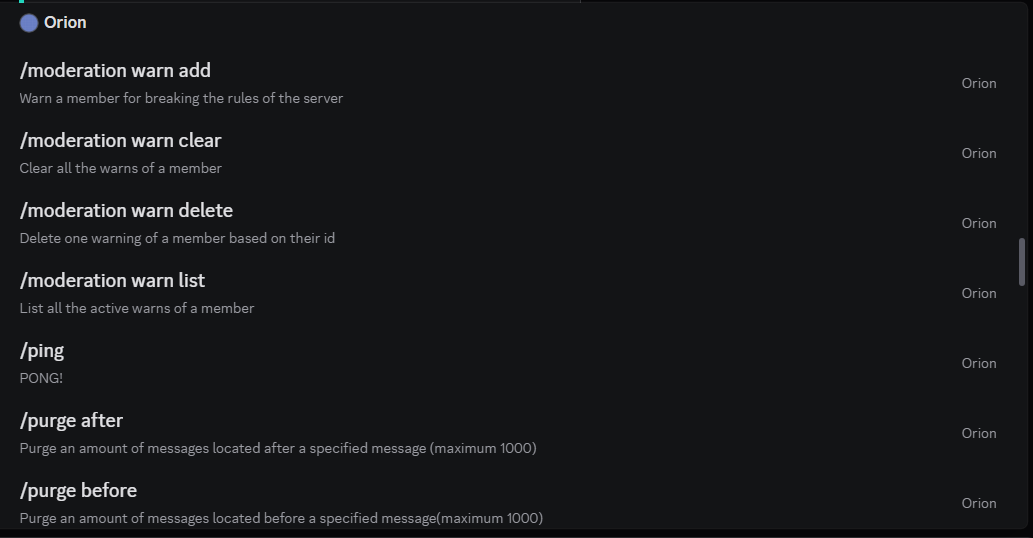 Orion
/moderation warn add
Warn a member for breaking the rules of the server
Orion
/moderation warn clear
Clear all the warns of a member
Orion
/moderation warn delete
Delete one warning of a member based on their id
Orion
/moderation warn list
List all the active warns of a member
Orion
/ping
PONG!
Orion
/purge after
Purge an amount of messages located after a specified message (maximum 1000)
Orion
/purge before
Purge an amount of messages located before a specified message(maximum 1000)
Orion